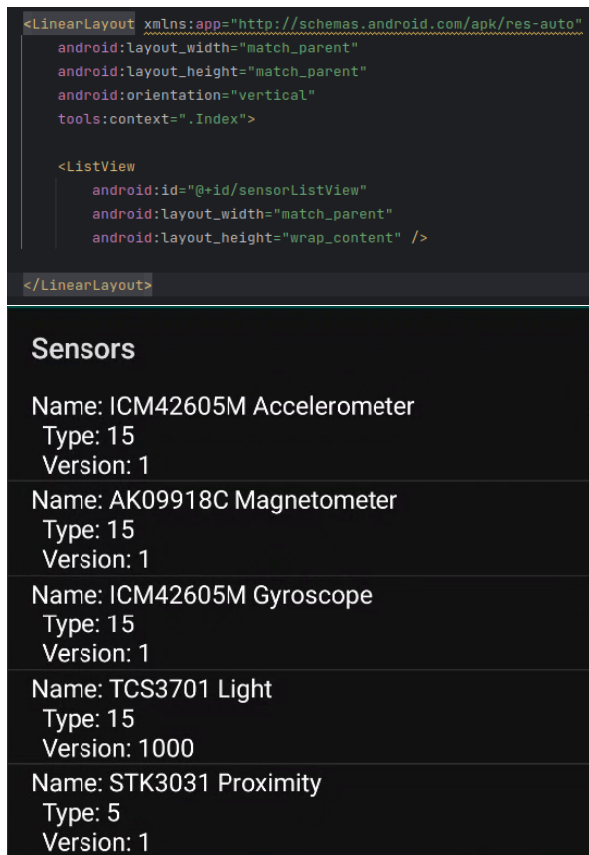 <LinearLayout xmlns:app="http://schemas.android.com/apk/res-auto"
android:layout_width="match_parent"
android:layout_height="match_parent"
android:orientation="vertical"
tools:context=".Index">
<ListView
android:id="@+id/sensorListView"
android:layout_width="match_parent"
android:layout_height="wrap_content" />
</LinearLayout>
Sensors
Name: ICM42605M Accelerometer
Type: 15
Version: 1
Name: AK09918C Magnetometer
Type: 15
Version: 1
Name: ICM42605M Gyroscope
Type: 15
Version: 1
Name: TCS3701 Light
Type: 15
Version: 1000
Name: STK3031 Proximity
Type: 5
Version: 1